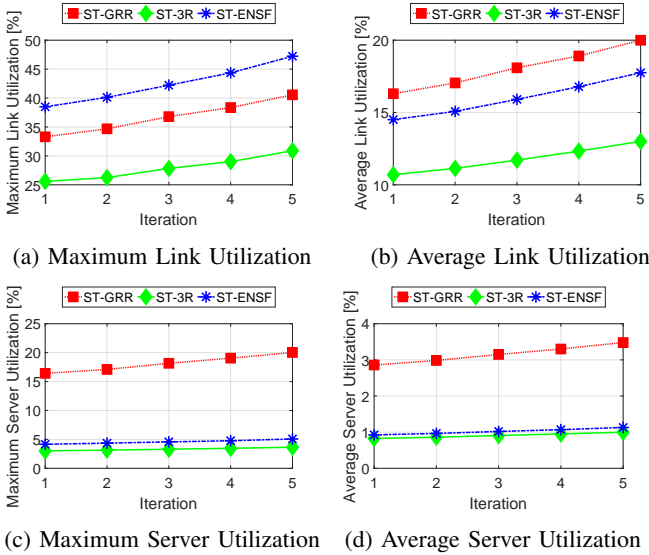 ST-GRR ST-3R ST-ENSF
Maximum Link Utilization [%]
50
45
40
35
30
25
1 2 3 4 5
Iteration
(a) Maximum Link Utilization
ST-GRR ST-3R ST-ENSF
Average Link Utilization [%]
20
15
10
1 2 3 4 5
Iteration
(b) Average Link Utilization
ST-GRR ST-3R ST-ENSF
Maximum Server Utilization [%]
25
20
15
10
5
0
1 2 3 4 5
Iteration
(c) Maximum Server Utilization
ST-GRR ST-3R ST-ENSF
Average Server Utilization [%]
4
3
2
1
0
1 2 3 4 5
Iteration
(d) Average Server Utilization